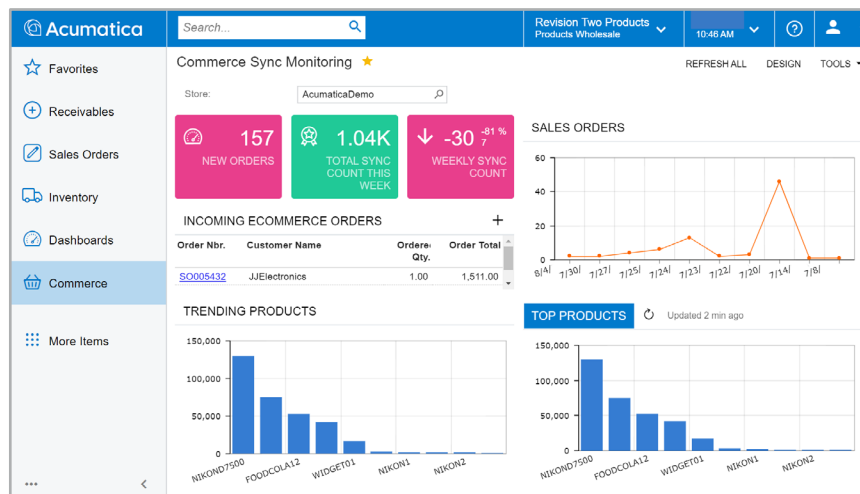 Acumatica
Search...
Revision Two Products
Products Wholesale
10:46 AM
Favorites
Receivables
Sales Orders
Inventory
Dashboards
Commerce
More Items
Commerce Sync Monitoring
REFRESH ALL
DESIGN
TOOLS
Store:
AcumaticaDemo
157
NEW ORDERS
1.04K
TOTAL SYNC
COUNT THIS
WEEK
-30
-81 %
7
WEEKLY SYNC
COUNT
INCOMING ECOMMERCE ORDERS
Order Nbr.
Customer Name
Ordere
Qty.
Order Total
SO005432
JJElectronics
1.00
1,511.00
SALES ORDERS
60
40
20
0
8/4/
7/30/
7/27/
7/25/
7/24/
7/23/
7/22/
7/20/
7/14/
7/8/
TRENDING PRODUCTS
150,000
100,000
50,000
0
NIKOND7500
FOODCOLA12
WIDGET01
NIKON1
NIKON2
TOP PRODUCTS
Updated 2 min ago
150,000
100,000
50,000
0
NIKOND7500
FOODCOLA12
WIDGET01
NIKON1
NIKON2